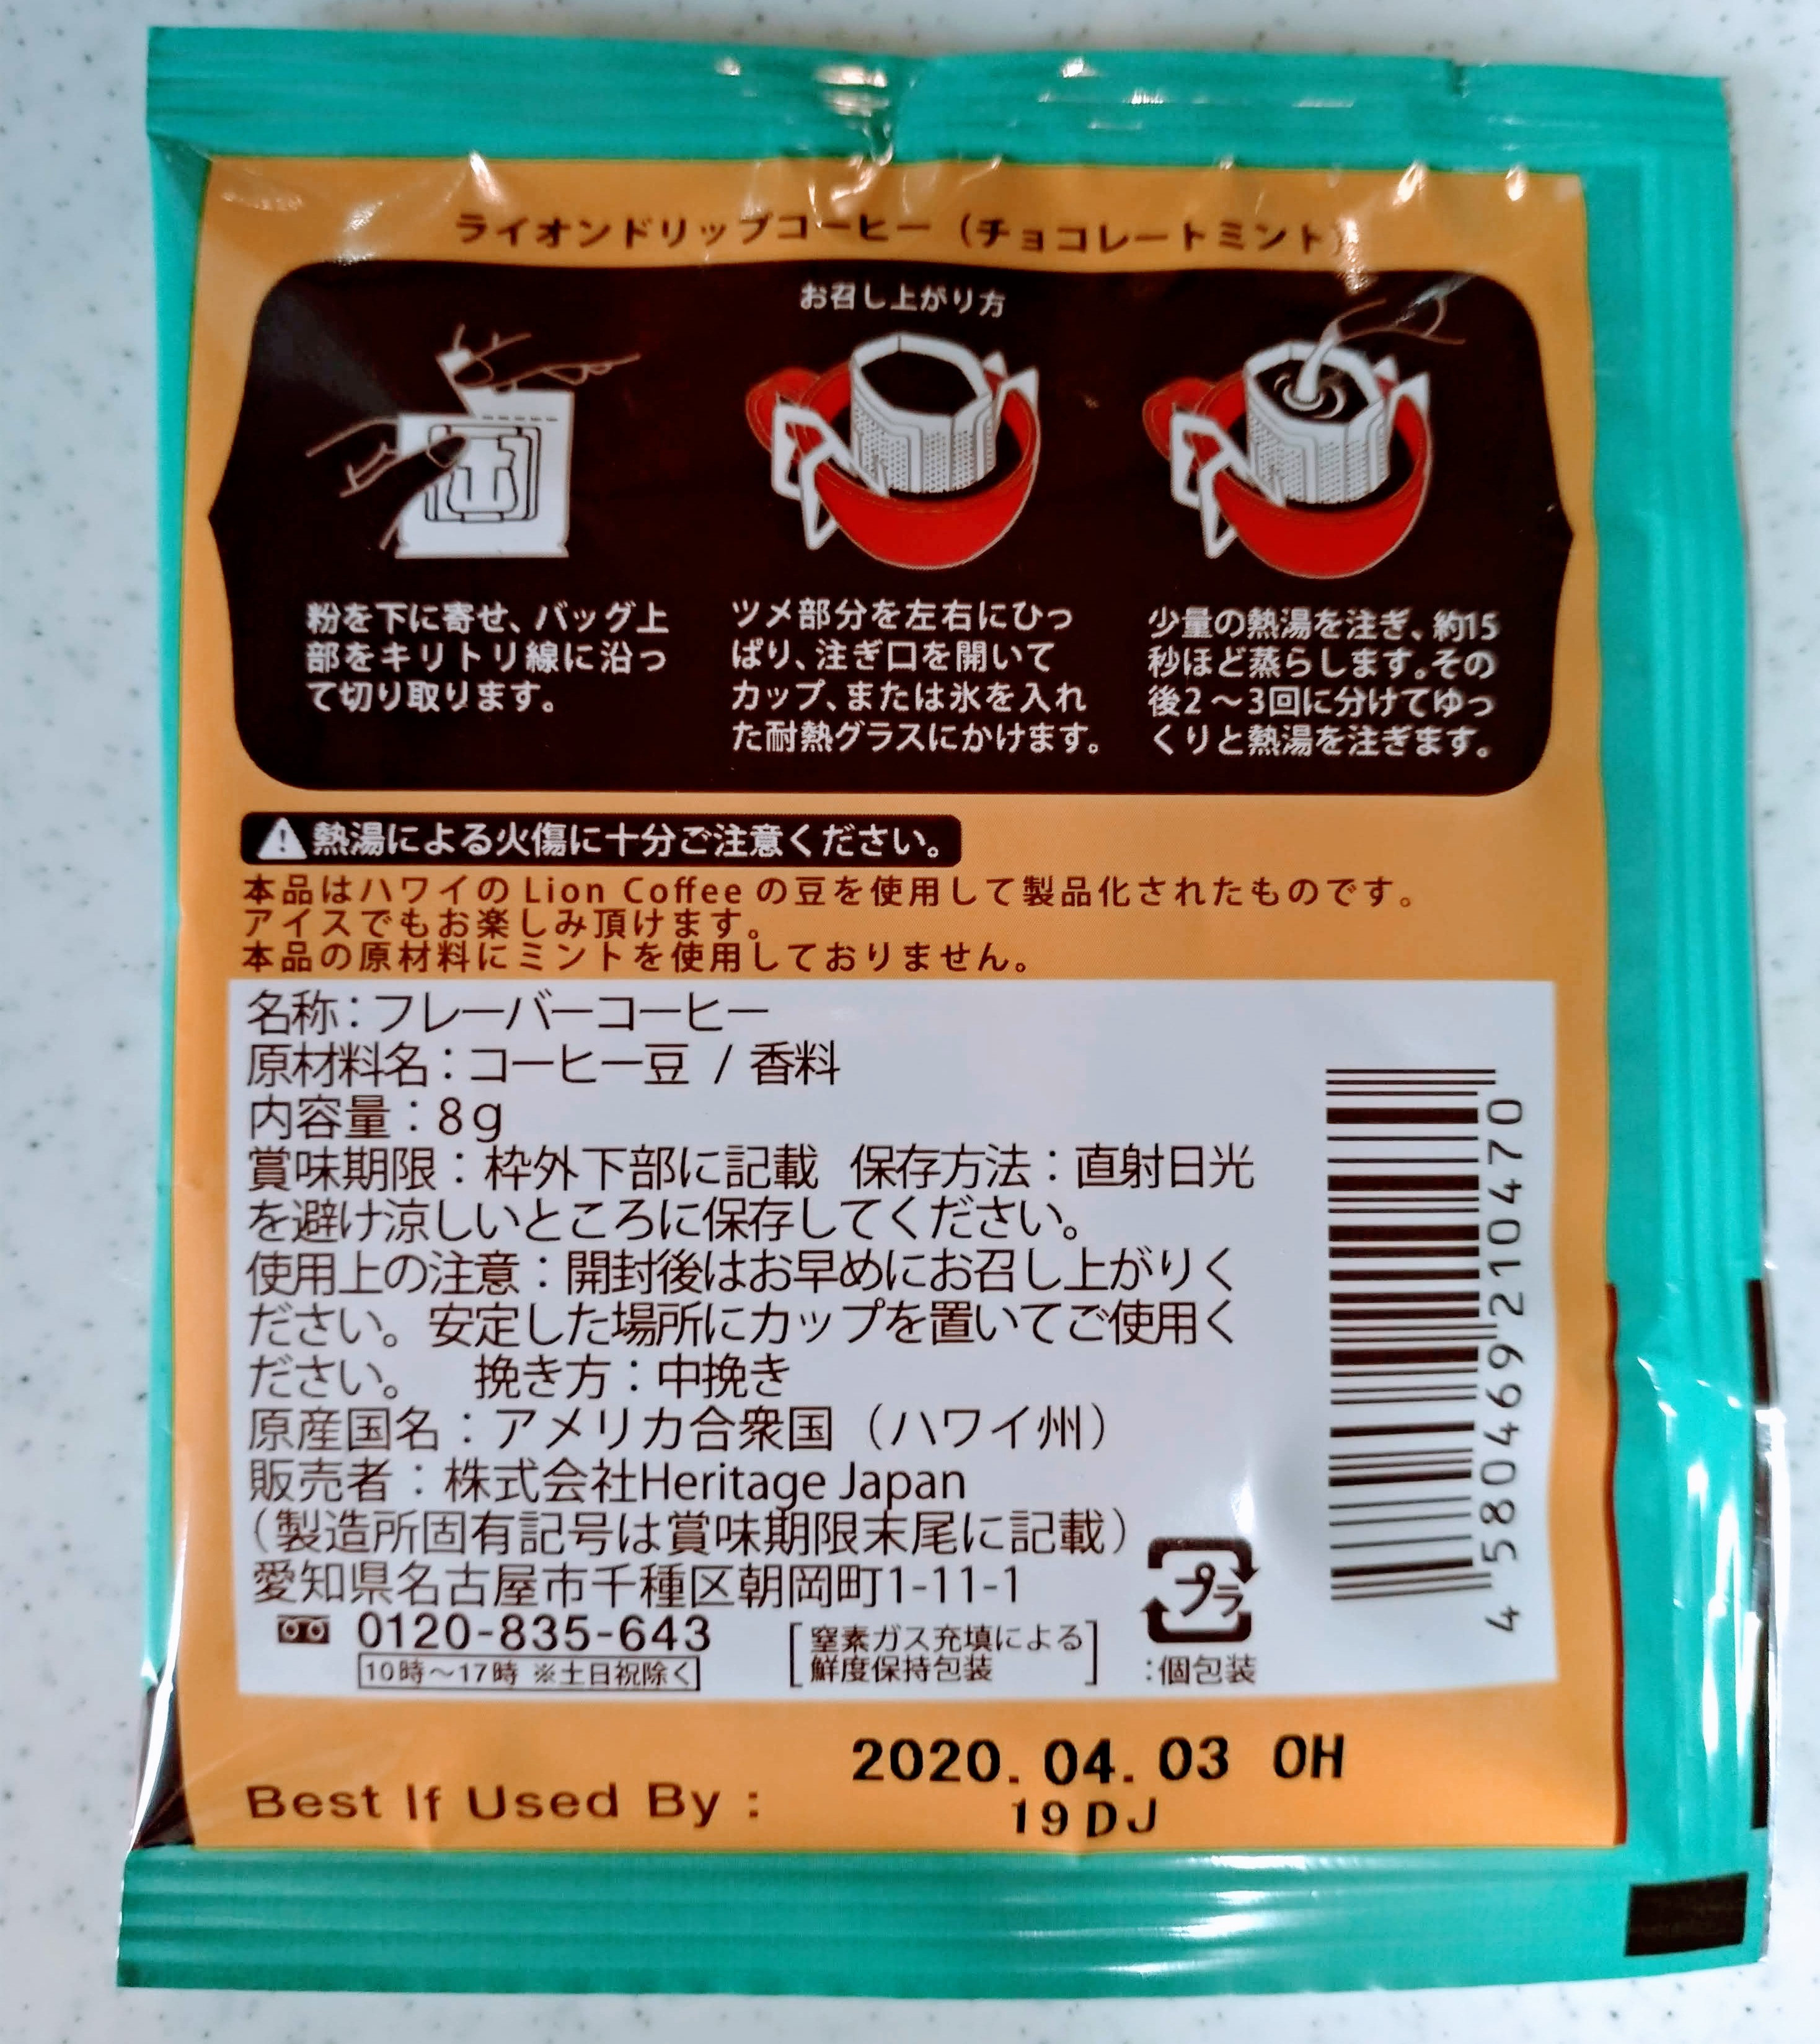 ライオンドリップコーヒー（チョコレートミント）
お召し上がり方
粉を下に寄せ、バッグ上
部をキリトリ線に沿っ
て切り取ります。
ツメ部分を左右にひっ
ぱり、注ぎ口を開いて
カップ、または氷を入れ
た耐熱グラスにかけます。
少量の熱湯を注ぎ、約15
秒ほど蒸らします。その
後2～3回に分けてゆっ
くりと熱湯を注ぎます。
熱湯による火傷に十分ご注意ください。
本品はハワイの Lion Coffee の豆を使用して製品化されたものです。
アイスでもお楽しみ頂けます。
本品の原材料にミントを使用しておりません。
名称：フレーバーコーヒー
原材料名：コーヒー豆 / 香料
内容量：8g
賞味期限：枠外下部に記載 保存方法：直射日光
を避け涼しいところに保存してください。
使用上の注意：開封後はお早めにお召し上がりく
ださい。安定した場所にカップを置いてご使用く
ださい。 挽き方：中挽き
原産国名：アメリカ合衆国（ハワイ州）
販売者：株式会社Heritage Japan
（製造所固有記号は賞味期限末尾に記載）
愛知県名古屋市千種区朝岡町1-11-1
0120-835-643
10時～17時 ※土日祝除く
[窒素ガス充填による
鮮度保持包装]
プラ
：個包装
4580469210470
Best If Used By :
2020.04.03 OH
19DJ